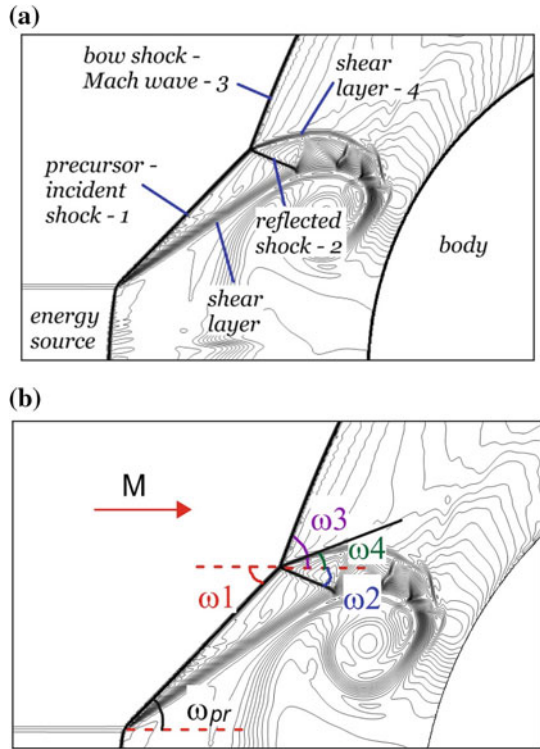 (a)
bow shock -
Mach wave - 3
shear
layer - 4
precursor -
incident
shock - 1
reflected
shock - 2
body
shear
layer
energy
source
(b)
M
ω3
ω4
ω1
ω2
ωpr